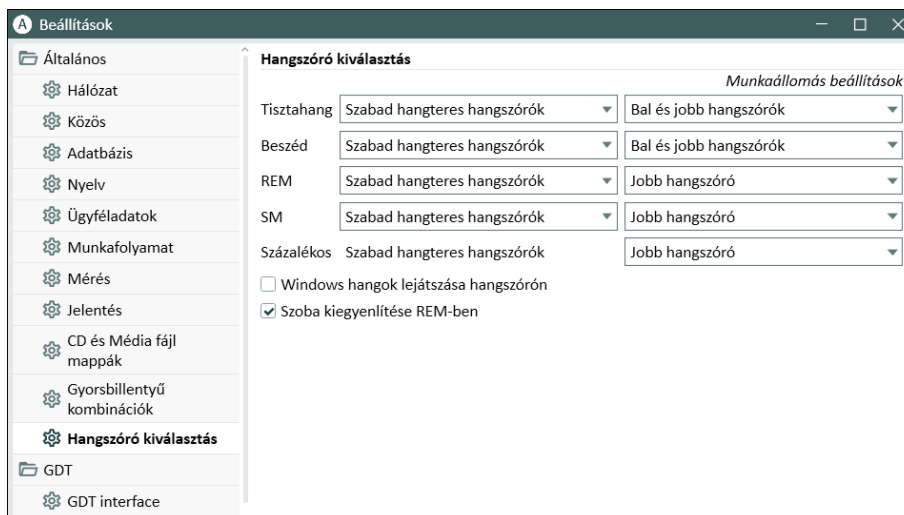 A Beállítások
Általános
Hálózat
Közös
Adatbázis
Nyelv
Ügyféladatok
Munkafolyamat
Mérés
Jelentés
CD és Média fájl
mappák
Gyorsbillentyű
kombinációk
Hangszóró kiválasztás
GDT
GDT interface
Hangszóró kiválasztás
Munkaállomás beállítások
Tisztahang Szabad hangteres hangszórók Bal és jobb hangszórók
Beszéd Szabad hangteres hangszórók Bal és jobb hangszórók
REM Szabad hangteres hangszórók Jobb hangszóró
SM Szabad hangteres hangszórók Jobb hangszóró
Százalékos Szabad hangteres hangszórók Jobb hangszóró
Windows hangok lejátszása hangszórón
Szoba kiegyenlítése REM-ben